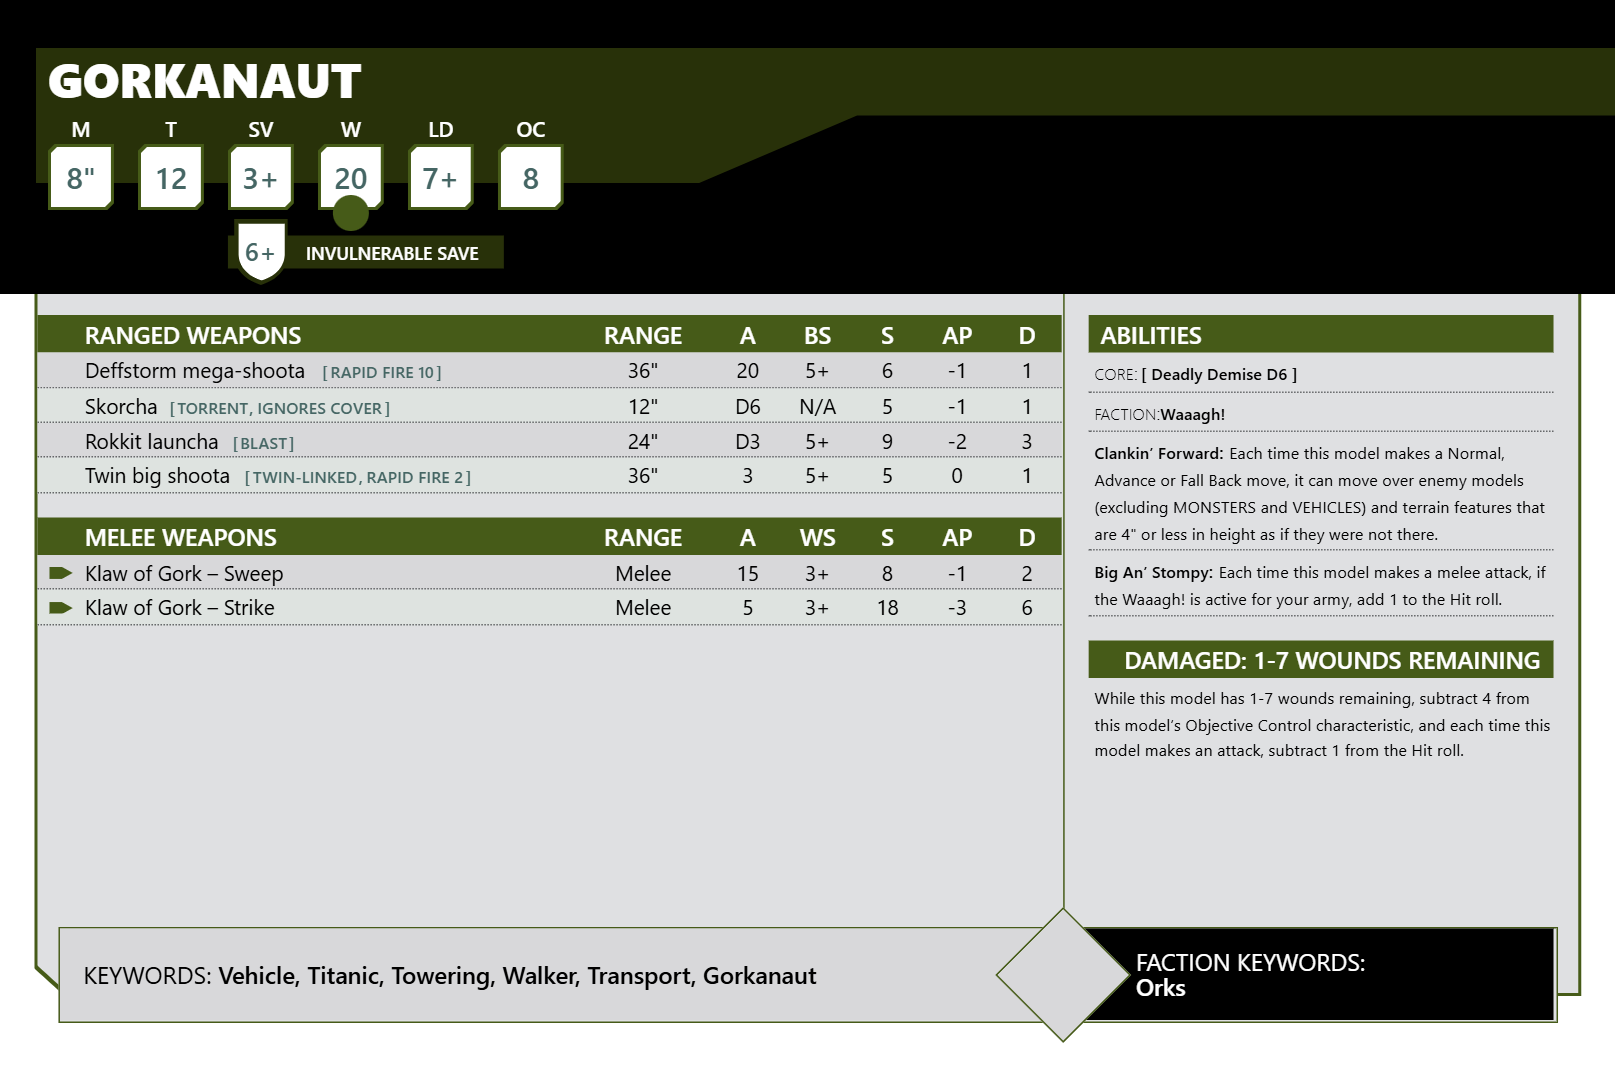 GORKANAUT
M T SV W LD OC
8" 12 3+ 20 7+ 8
6+ INVULNERABLE SAVE
RANGED WEAPONS RANGE A BS S AP D
Deffstorm mega-shoota [RAPID FIRE 10] 36" 20 5+ 6 -1 1
Skorcha [TORRENT, IGNORES COVER] 12" D6 N/A 5 -1 1
Rokkit launcha [BLAST] 24" D3 5+ 9 -2 3
Twin big shoota [TWIN-LINKED, RAPID FIRE 2] 36" 3 5+ 5 0 1
MELEE WEAPONS RANGE A WS S AP D
Klaw of Gork – Sweep Melee 15 3+ 8 -1 2
Klaw of Gork – Strike Melee 5 3+ 18 -3 6
ABILITIES
CORE: [ Deadly Demise D6 ]
FACTION:Waaagh!
Clankin’ Forward: Each time this model makes a Normal,
Advance or Fall Back move, it can move over enemy models
(excluding MONSTERS and VEHICLES) and terrain features that
are 4" or less in height as if they were not there.
Big An’ Stompy: Each time this model makes a melee attack, if
the Waaagh! is active for your army, add 1 to the Hit roll.
DAMAGED: 1-7 WOUNDS REMAINING
While this model has 1-7 wounds remaining, subtract 4 from
this model’s Objective Control characteristic, and each time this
model makes an attack, subtract 1 from the Hit roll.
KEYWORDS: Vehicle, Titanic, Towering, Walker, Transport, Gorkanaut
FACTION KEYWORDS:
Orks